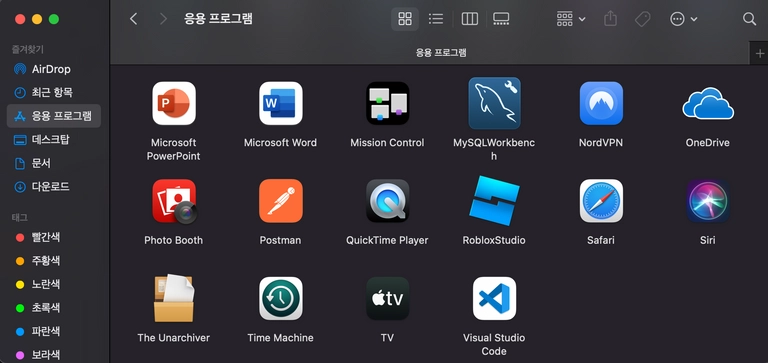 응용 프로그램
응용 프로그램
즐겨찾기
AirDrop
최근 항목
응용 프로그램
데스크탑
문서
다운로드
태그
빨간색
주황색
노란색
초록색
파란색
보라색
Microsoft PowerPoint
Microsoft Word
Mission Control
MySQLWorkbenc
h
NordVPN
OneDrive
Photo Booth
Postman
QuickTime Player
RobloxStudio
Safari
Siri
The Unarchiver
Time Machine
tv
TV
Visual Studio
Code